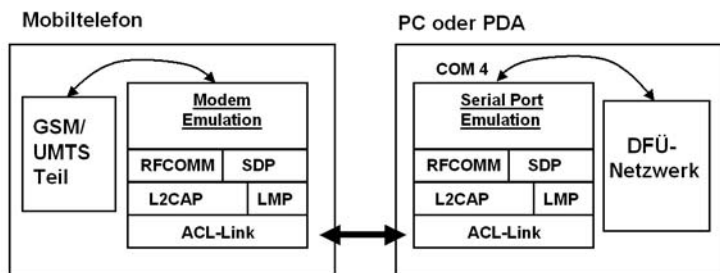 Mobiltelefon
GSM/
UMTS
Teil
Modem
Emulation
RFCOMM
SDP
L2CAP
LMP
ACL-Link
PC oder PDA
COM 4
Serial Port
Emulation
RFCOMM
SDP
L2CAP
LMP
ACL-Link
DFÜ-
Netzwerk